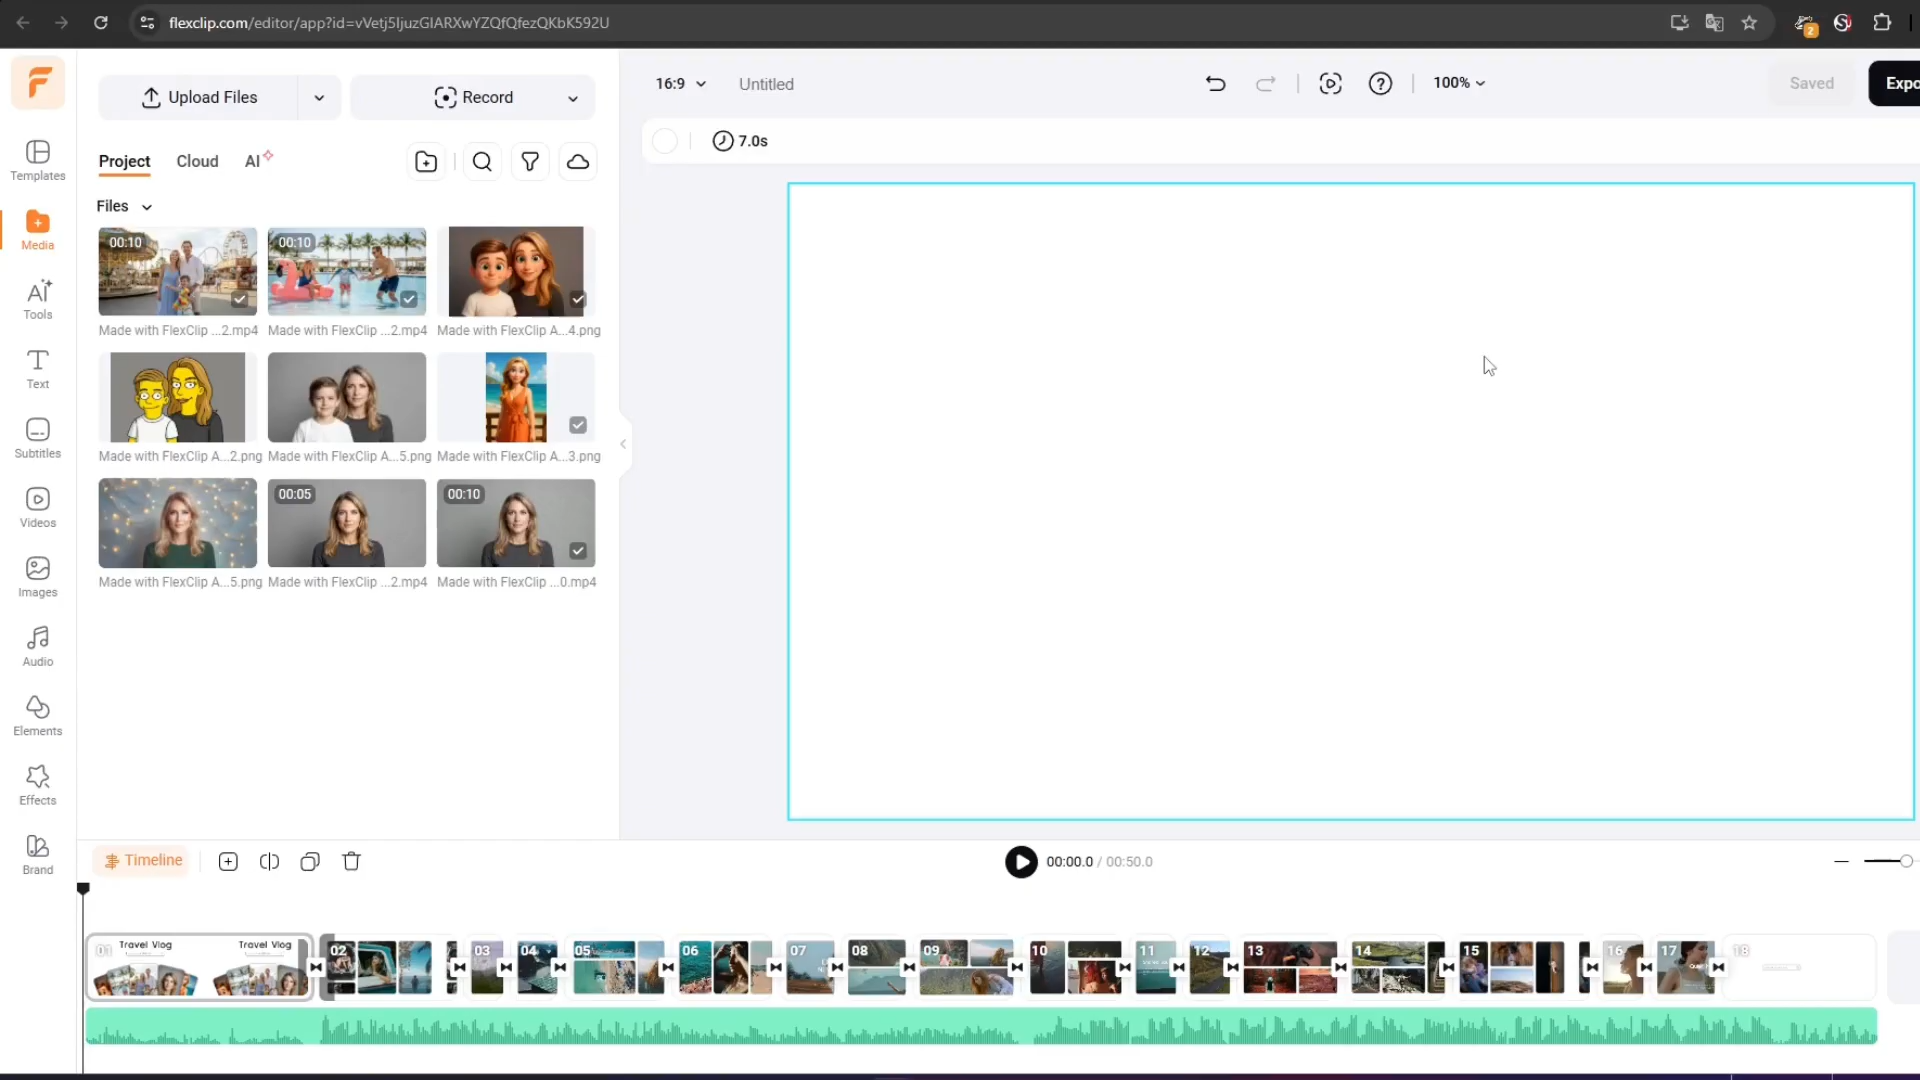 flexclip.com/editor/app?id=vVetj5IjuzGIARXwYZQfQfezQKbK592U
2
Upload Files
Record
16:9
Untitled
100%
Saved
Expo
7.0s
Project
Cloud
AI
Files
Templates
Media
Tools
Text
Subtitles
Videos
Images
Audio
Elements
Effects
Brand
00:10
00:10
Made with FlexClip ...2.mp4
Made with FlexClip ...2.mp4
Made with FlexClip A...4.png
Made with FlexClip A...2.png
Made with FlexClip A...5.png
Made with FlexClip A...3.png
00:05
00:10
Made with FlexClip A...5.png
Made with FlexClip ...2.mp4
Made with FlexClip ...0.mp4
Timeline
00:00.0 / 00:50.0
01
Travel Vlog
Travel Vlog
02
03
04
05
06
07
08
09
10
11
12
13
14
15
16
17
18